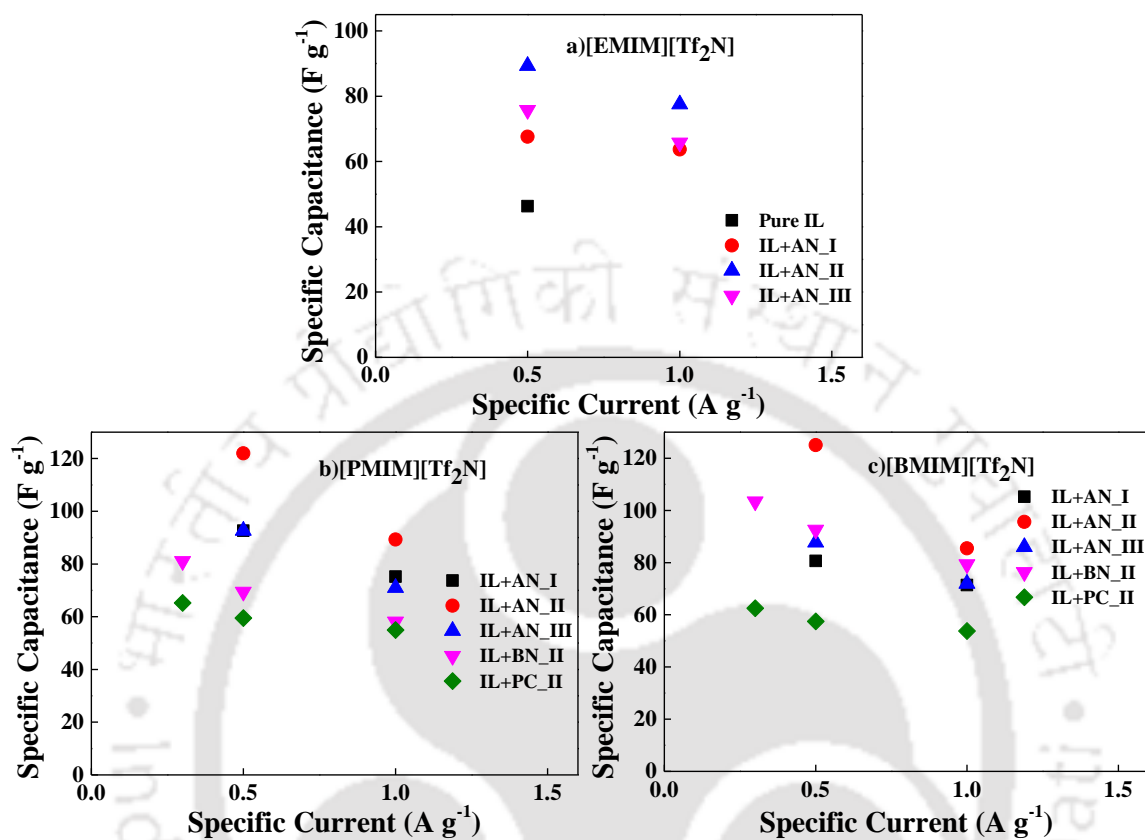 100
80
60
40
20
0
0.0 0.5 1.0 1.5
Specific Capacitance (F g-1)
Specific Current (A g-1)
a)[EMIM][Tf2N]
Pure IL
IL+AN_I
IL+AN_II
IL+AN_III
120
100
80
60
40
20
0
0.0 0.5 1.0 1.5
Specific Capacitance (F g-1)
Specific Current (A g-1)
b)[PMIM][Tf2N]
IL+AN_I
IL+AN_II
IL+AN_III
IL+BN_II
IL+PC_II
120
100
80
60
40
20
0
0.0 0.5 1.0 1.5
Specific Capacitance (F g-1)
Specific Current (A g-1)
c)[BMIM][Tf2N]
IL+AN_I
IL+AN_II
IL+AN_III
IL+BN_II
IL+PC_II